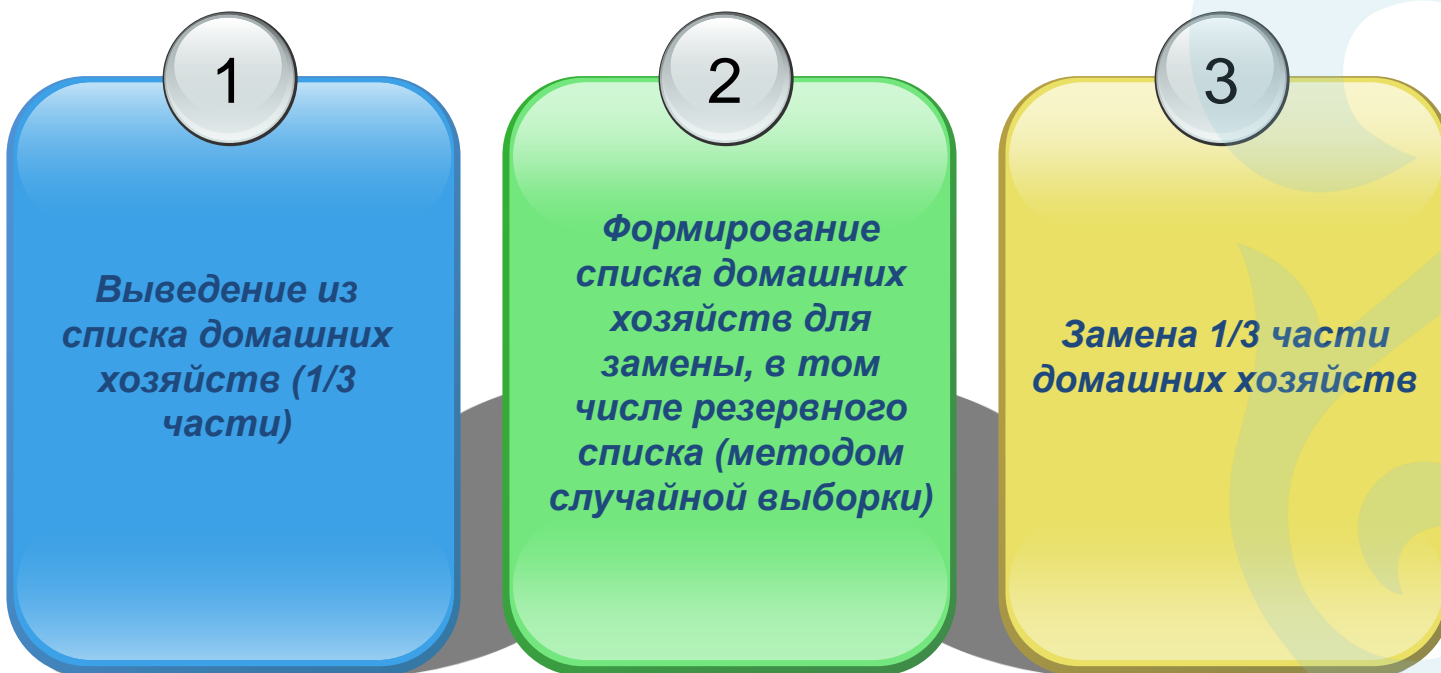 1
Выведение из
списка домашних
хозяйств (1/3
части)
2
Формирование
списка домашних
хозяйств для
замены, в том
числе резервного
списка (методом
случайной выборки)
3
Замена 1/3 части
домашних хозяйств